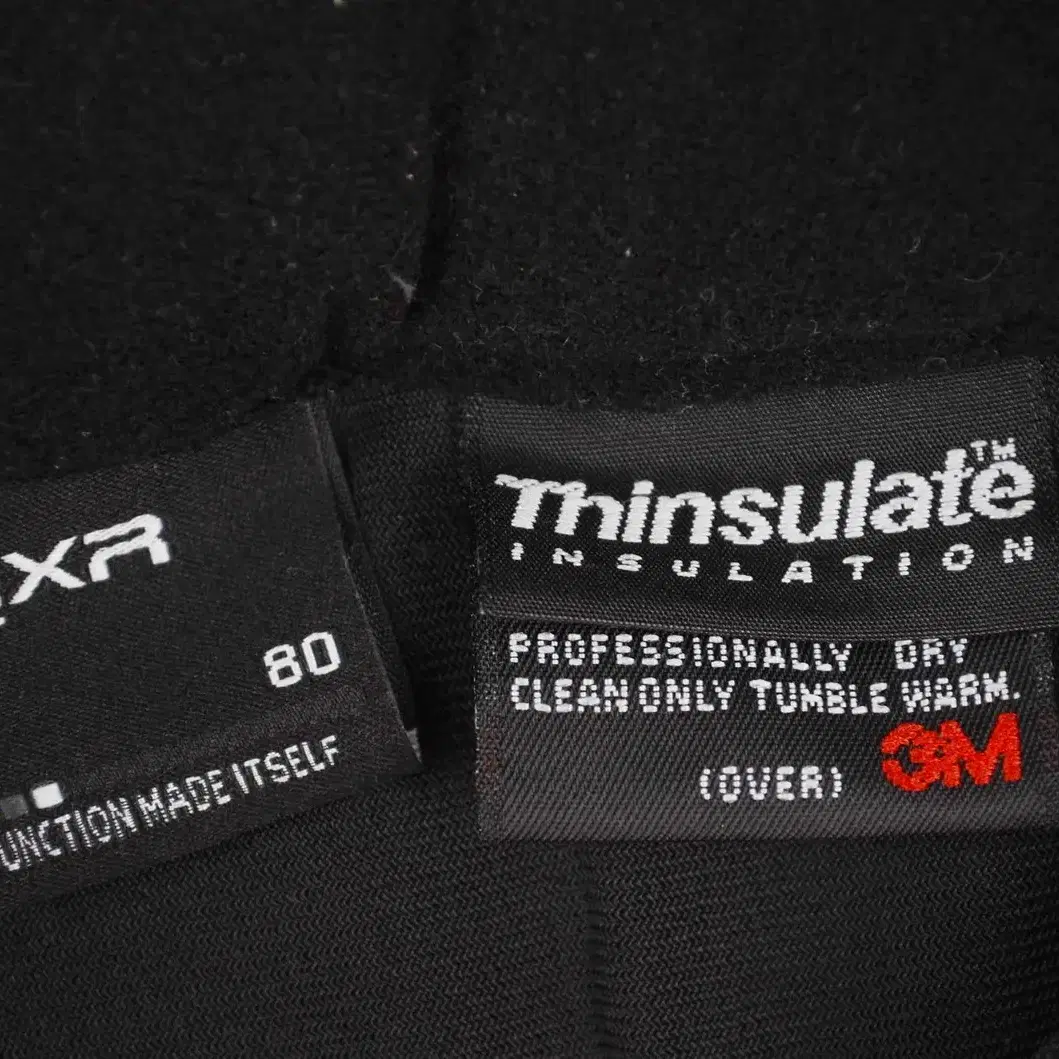 XR
80
UNCTION MADE ITSELF
Thinsulate™
INSULATION
PROFESSIONALLY DRY
CLEAN ONLY TUMBLE WARM.
(OVER) 3M